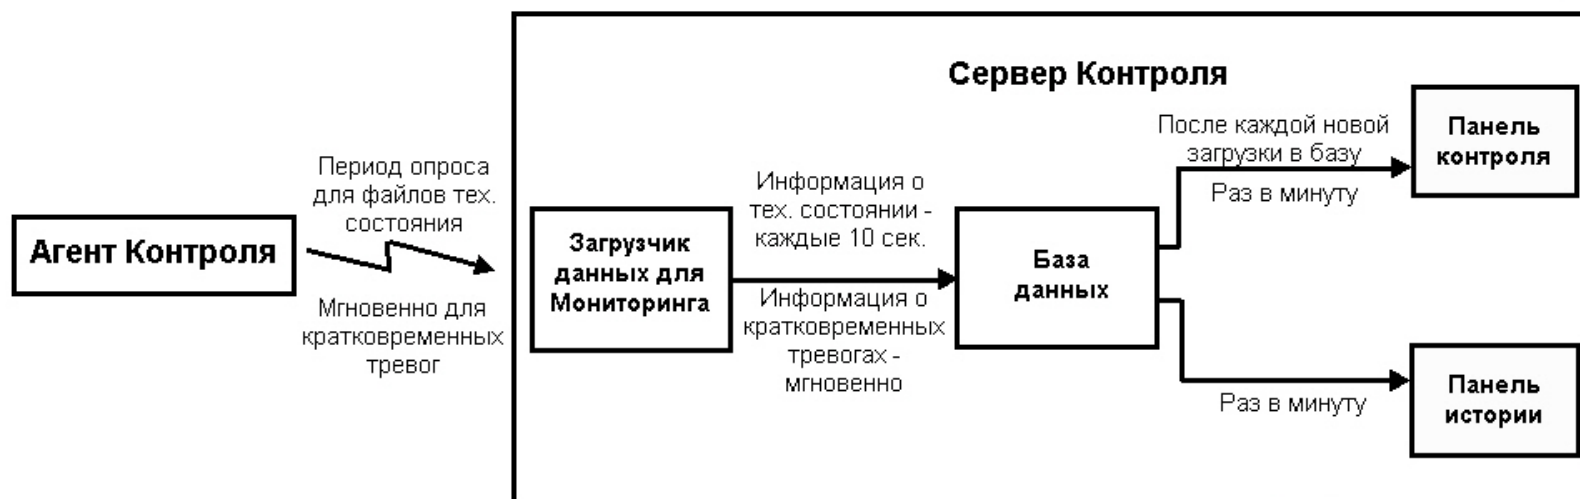 Сервер Контроля
Агент Контроля
Период опроса
для файлов тех.
состояния
Мгновенно для
кратковременных
тревог
Загрузчик
данных для
Мониторинга
Информация о
тех. состоянии -
каждые 10 сек.
Информация о
кратковременных
тревогах -
мгновенно
База
данных
После каждой новой
загрузки в базу
Раз в минуту
Панель
контроля
Раз в минуту
Панель
истории